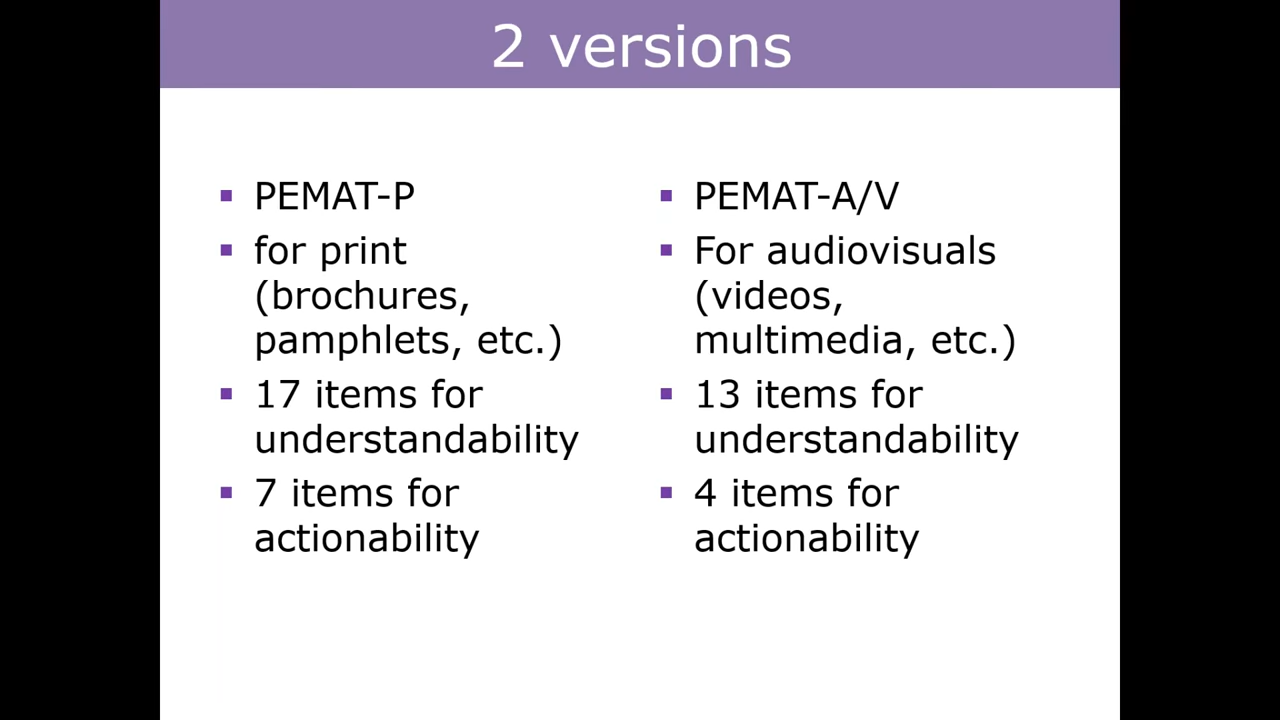 2 versions
▪ PEMAT-P
▪ for print
(brochures,
pamphlets, etc.)
▪ 17 items for
understandability
▪ 7 items for
actionability
▪ PEMAT-A/V
▪ For audiovisuals
(videos,
multimedia, etc.)
▪ 13 items for
understandability
▪ 4 items for
actionability